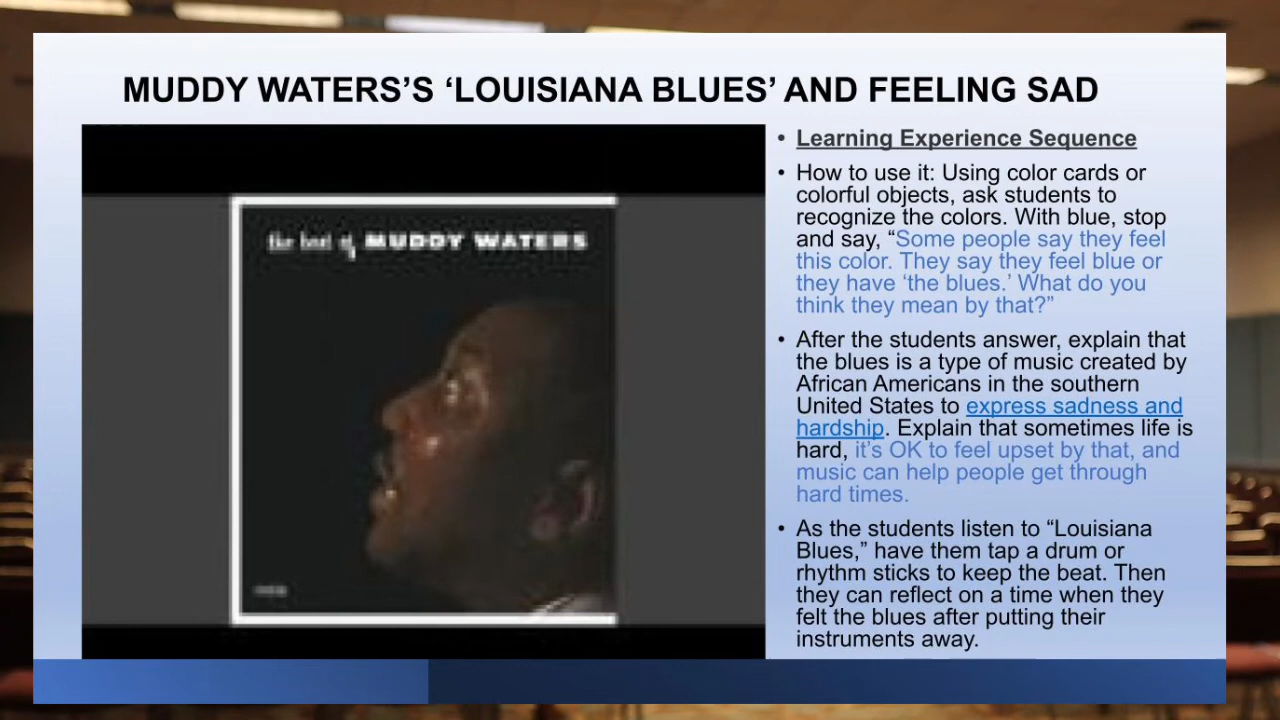 MUDDY WATERS’S ‘LOUISIANA BLUES’ AND FEELING SAD
the best of MUDDY WATERS
• Learning Experience Sequence
• How to use it: Using color cards or
colorful objects, ask students to
recognize the colors. With blue, stop
and say, “Some people say they feel
this color. They say they feel blue or
they have ‘the blues.’ What do you
think they mean by that?”
• After the students answer, explain that
the blues is a type of music created by
African Americans in the southern
United States to express sadness and
hardship. Explain that sometimes life is
hard, it’s OK to feel upset by that, and
music can help people get through
hard times.
• As the students listen to “Louisiana
Blues,” have them tap a drum or
rhythm sticks to keep the beat. Then
they can reflect on a time when they
felt the blues after putting their
instruments away.